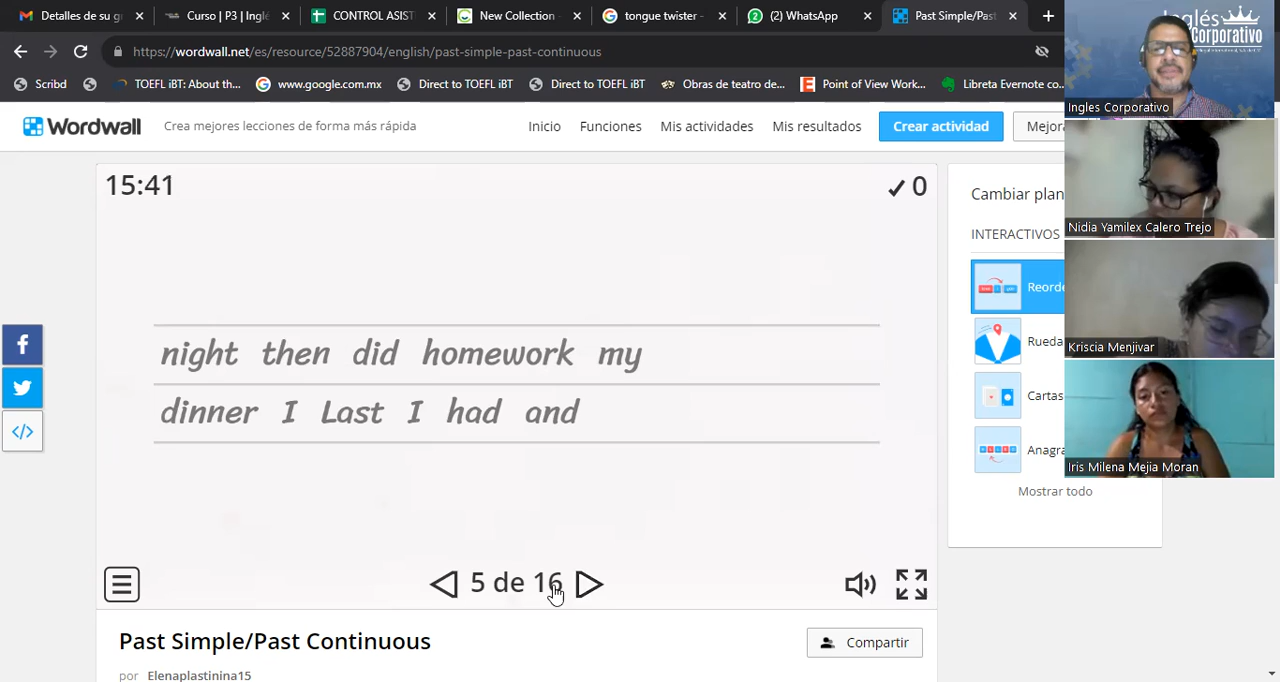 Detalles de su gr
Curso | P3 | Inglé
CONTROL ASIST
New Collection -
tongue twister -
(2) WhatsApp
Past Simple/Past
https://wordwall.net/es/resource/52887904/english/past-simple-past-continuous
Scribd
TOEFL iBT: About th...
www.google.com.mx
Direct to TOEFL iBT
Direct to TOEFL iBT
Obras de teatro de...
Point of View Work...
Libreta Evernote co...
Inglés
Corporativo
Ingles Corporativo
Wordwall
Crea mejores lecciones de forma más rápida
Inicio
Funciones
Mis actividades
Mis resultados
Crear actividad
Mejora
15:41
0
night then did homework my
dinner I Last I had and
5 de 16
Cambiar plan
INTERACTIVOS
Reorde
Rueda
Cartas
Anagra
Mostrar todo
Nidia Yamilex Calero Trejo
Kriscia Menjivar
Iris Milena Mejia Moran
Past Simple/Past Continuous
Compartir
por Elenaplastinina15